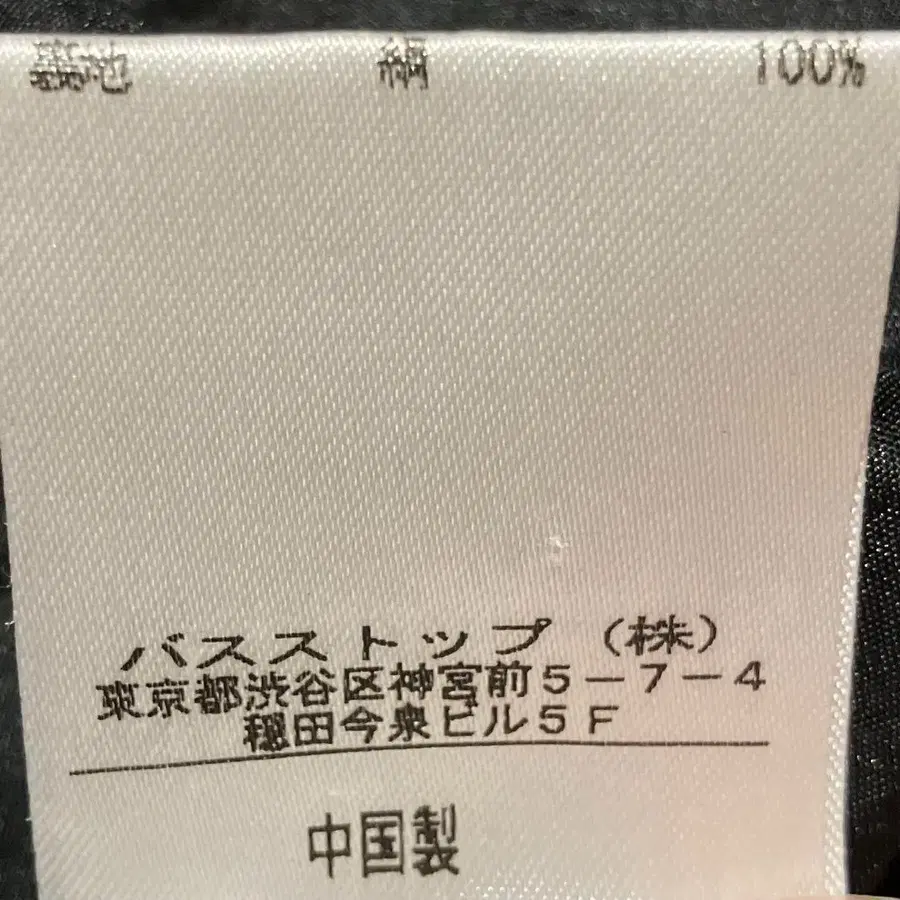 裏地 絹 100%
バスストップ（株）
東京都渋谷区神宮前5－7－4
穏田今泉ビル5F
中国製